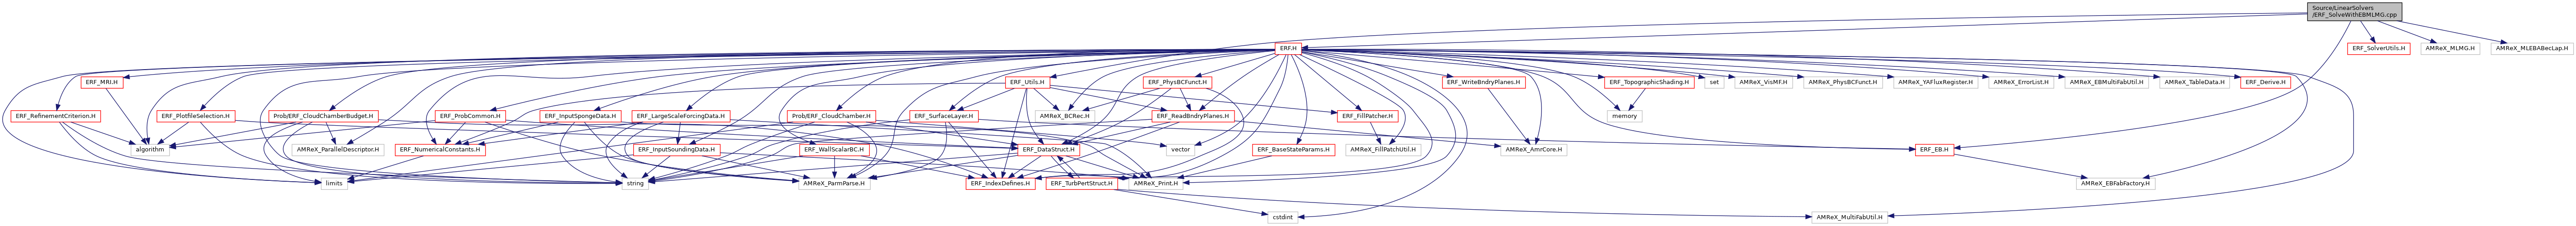 Source/LinearSolvers
/ERF_SolveWithEBMLMG.cpp
ERF.H
ERF_SolverUtils.H
AMReX_MLMG.H
AMReX_MLEBABecLap.H
ERF_MRI.H
ERF_Utils.H
ERF_PhysBCFunct.H
ERF_WriteBndryPlanes.H
ERF_TopographicShading.H
set
AMReX_VisMF.H
AMReX_PhysBCFunct.H
AMReX_YAFluxRegister.H
AMReX_ErrorList.H
AMReX_EBMultiFabUtil.H
AMReX_TableData.H
ERF_Derive.H
ERF_RefinementCriterion.H
ERF_PlotfileSelection.H
Prob/ERF_CloudChamberBudget.H
ERF_ProbCommon.H
ERF_InputSpongeData.H
ERF_LargeScaleForcingData.H
Prob/ERF_CloudChamber.H
ERF_SurfaceLayer.H
AMReX_BCRec.H
ERF_ReadBndryPlanes.H
ERF_FillPatcher.H
memory
algorithm
AMReX_ParallelDescriptor.H
ERF_NumericalConstants.H
ERF_InputSoundingData.H
ERF_WallScalarBC.H
ERF_DataStruct.H
vector
ERF_BaseStateParams.H
AMReX_FillPatchUtil.H
AMReX_AmrCore.H
ERF_EB.H
limits
string
AMReX_ParmParse.H
ERF_IndexDefines.H
ERF_TurbPertStruct.H
AMReX_Print.H
AMReX_EBFabFactory.H
cstdint
AMReX_MultiFabUtil.H